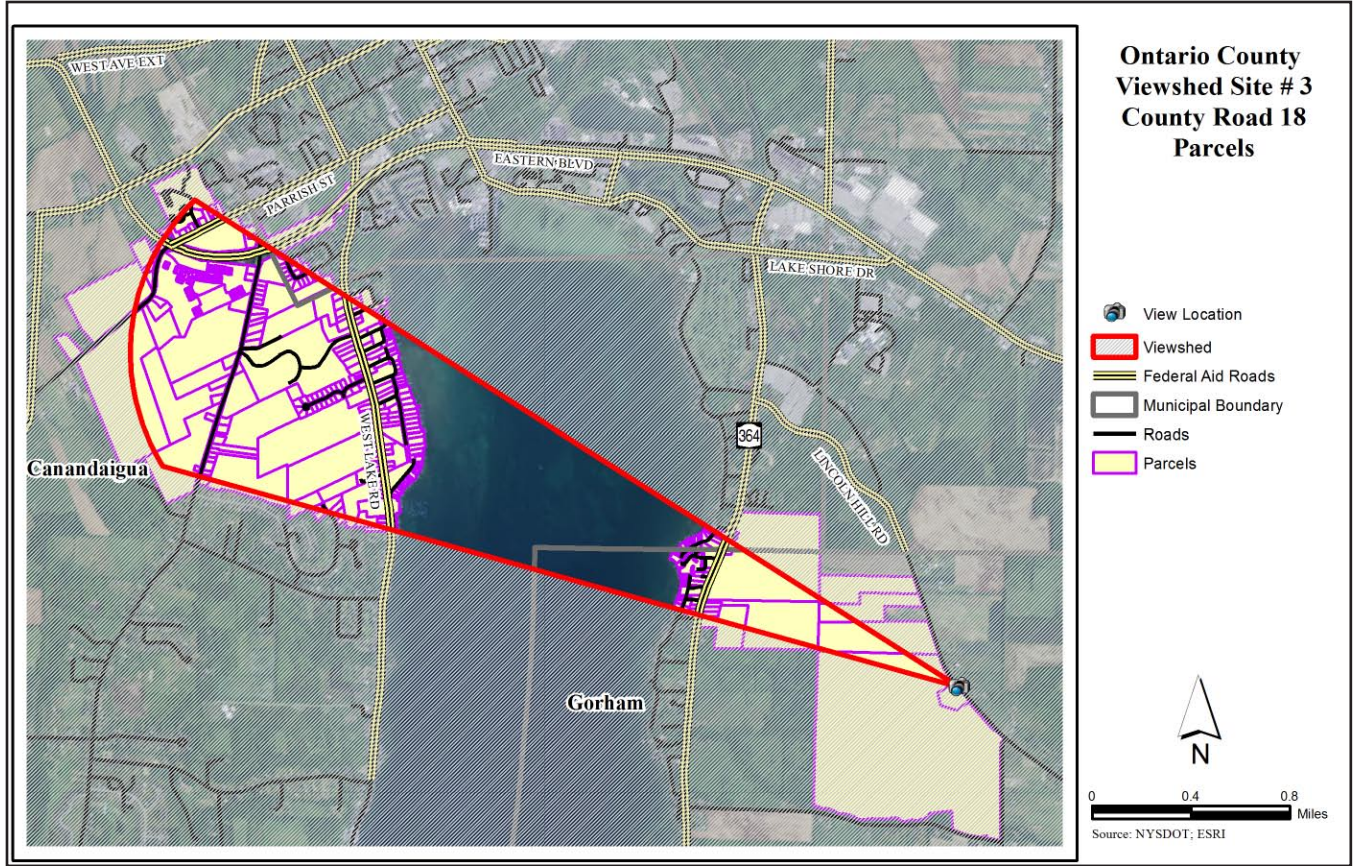 Ontario County
Viewshed Site # 3
County Road 18
Parcels
WEST AVE EXT
EASTERN BLVD
PARRISH ST
LAKE SHORE DR
364
WEST LAKE RD
LINCOLN HILL RD
Canandaigua
Gorham
View Location
Viewshed
Federal Aid Roads
Municipal Boundary
Roads
Parcels
N
0 0.4 0.8
Miles
Source: NYSDOT; ESRI